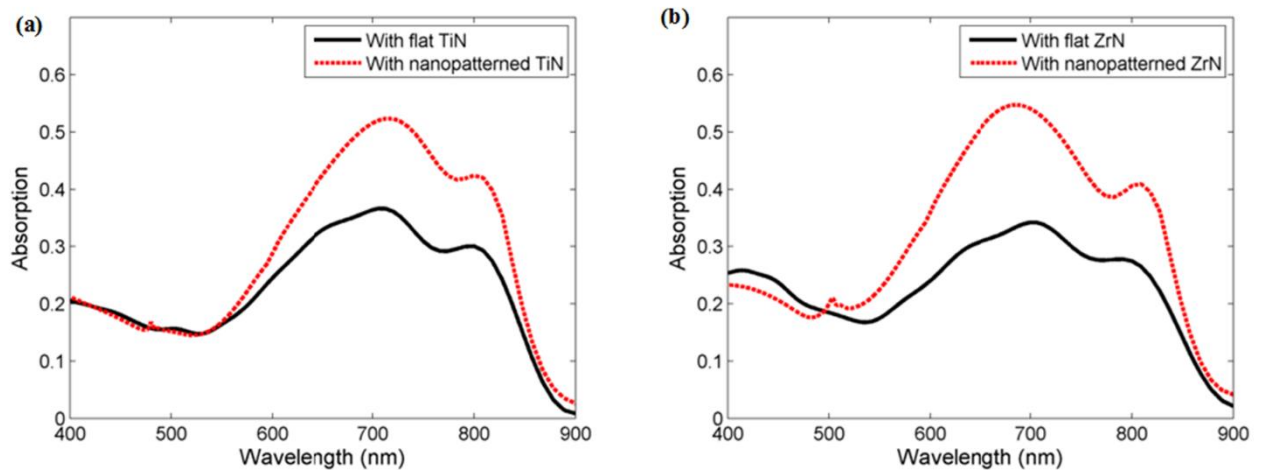 (a)
With flat TiN
With nanopatterned TiN
0.6
0.5
0.4
0.3
0.2
0.1
0
Absorption
400 500 600 700 800 900
Wavelength (nm)
(b)
With flat ZrN
With nanopatterned ZrN
0.6
0.5
0.4
0.3
0.2
0.1
0
Absorption
400 500 600 700 800 900
Wavelength (nm)